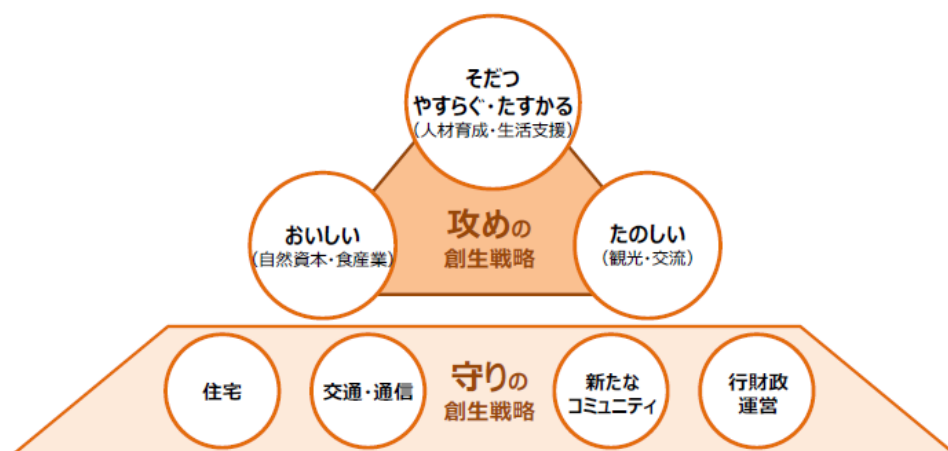 そだつ
やすらぐ・たすかる
(人材育成・生活支援)
おいしい
(自然資本・食産業)
攻めの
創生戦略
たのしい
(観光・交流)
住宅
交通・通信
守りの
創生戦略
新たな
コミュニティ
行財政
運営